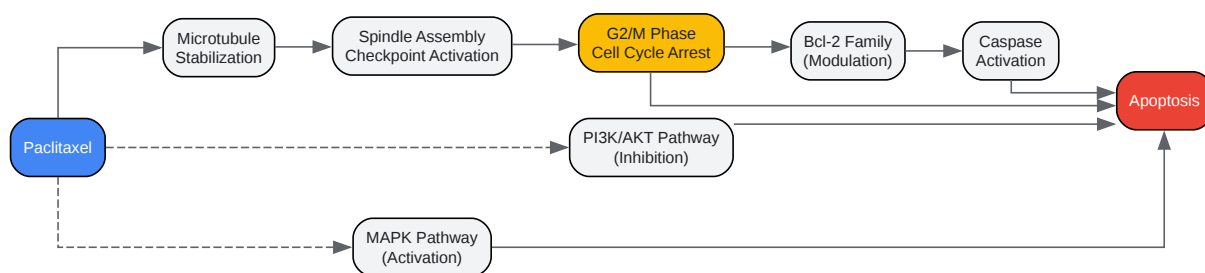 Microtubule
Stabilization
Spindle Assembly
Checkpoint Activation
G2/M Phase
Cell Cycle Arrest
Bcl-2 Family
(Modulation)
Caspase
Activation
Apoptosis
Paclitaxel
PI3K/AKT Pathway
(Inhibition)
MAPK Pathway
(Activation)